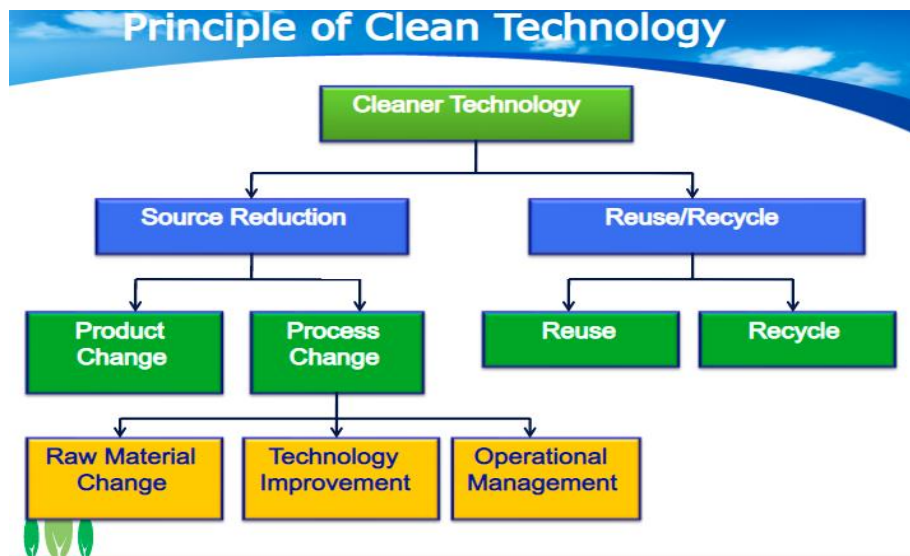 Principle of Clean Technology
Cleaner Technology
Source Reduction
Reuse/Recycle
Product
Change
Process
Change
Reuse
Recycle
Raw Material
Change
Technology
Improvement
Operational
Management